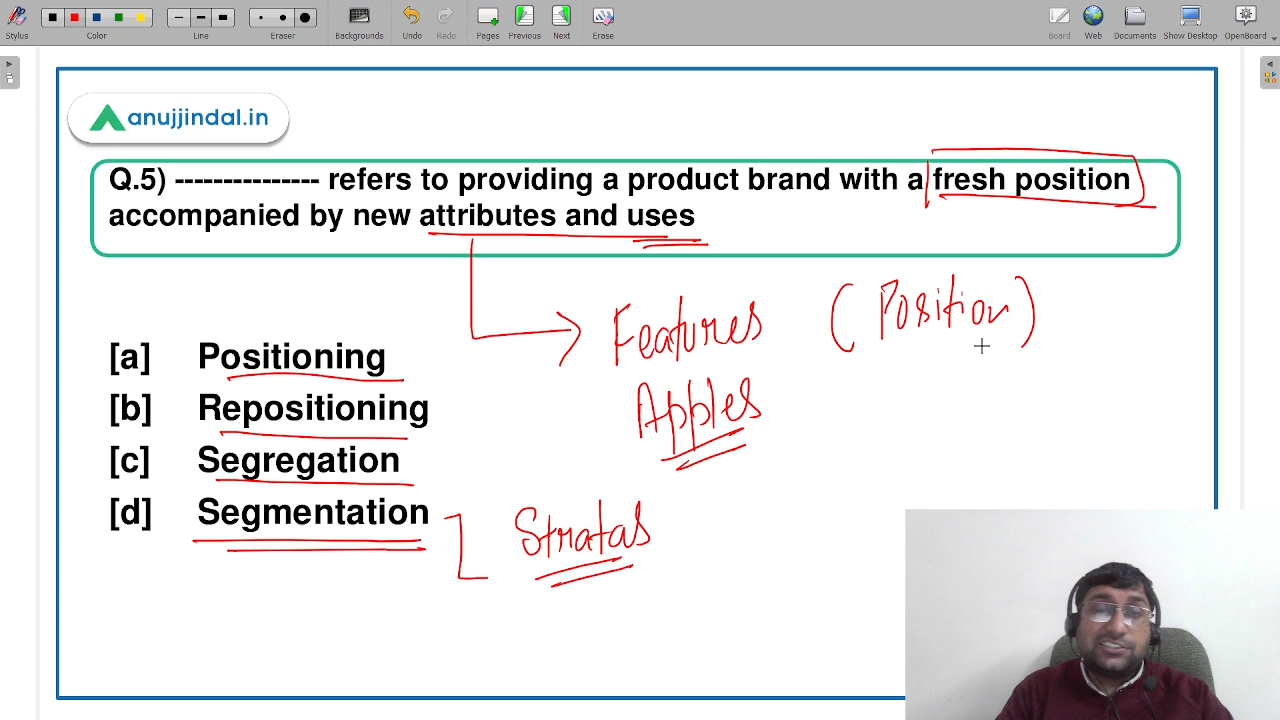 Stylus
Color
Line
Eraser
Backgrounds
Undo
Redo
Pages
Previous
Next
Erase
Board
Web
Documents
Show Desktop
OpenBoard
anujjindal.in
Q.5) --------------- refers to providing a product brand with a fresh position
accompanied by new attributes and uses
Features (Position)
[a] Positioning
Apples
[b] Repositioning
[c] Segregation
[d] Segmentation
Stratas